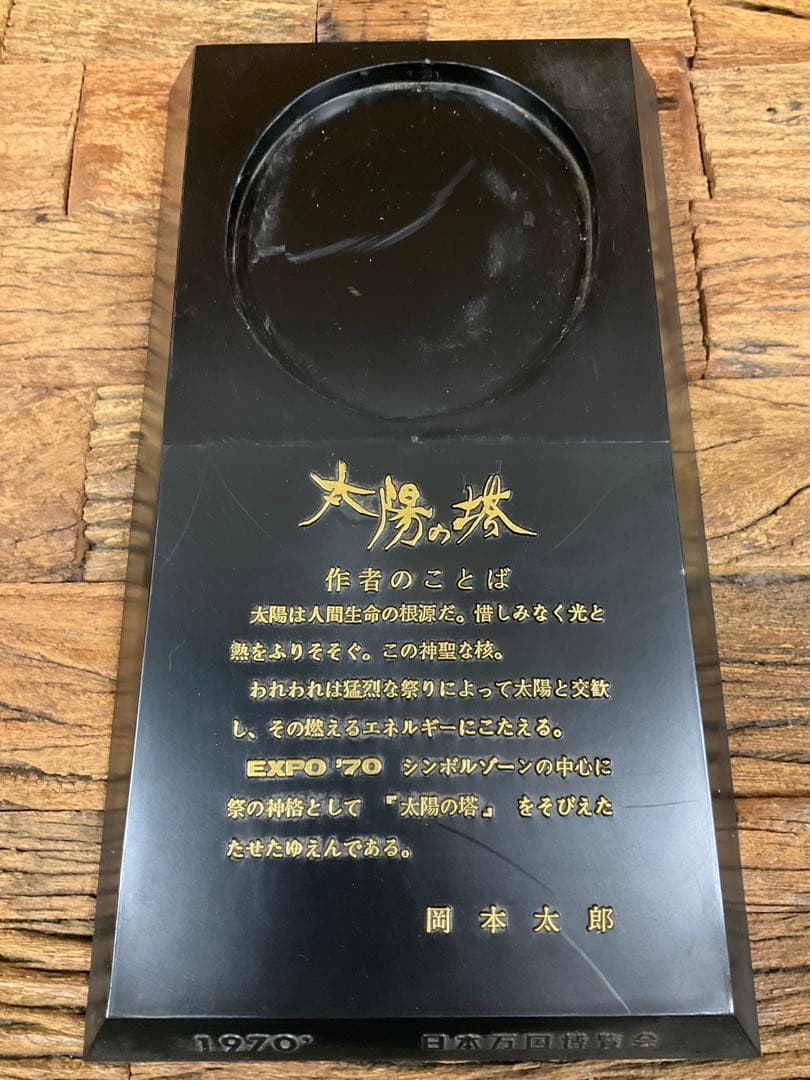 太陽の塔
作者のことば
太陽は人間生命の根源だ。惜しみなく光と
熱をふりそそぐ。この神聖な核。
われわれは猛烈な祭りによって太陽と交歓
し、その燃えるエネルギーにこたえる。
EXPO '70 シンボルゾーンの中心に
祭の神格として 『太陽の塔』 をそびえた
たせたゆえんである。
岡本太郎
1970' 日本万国博覧会